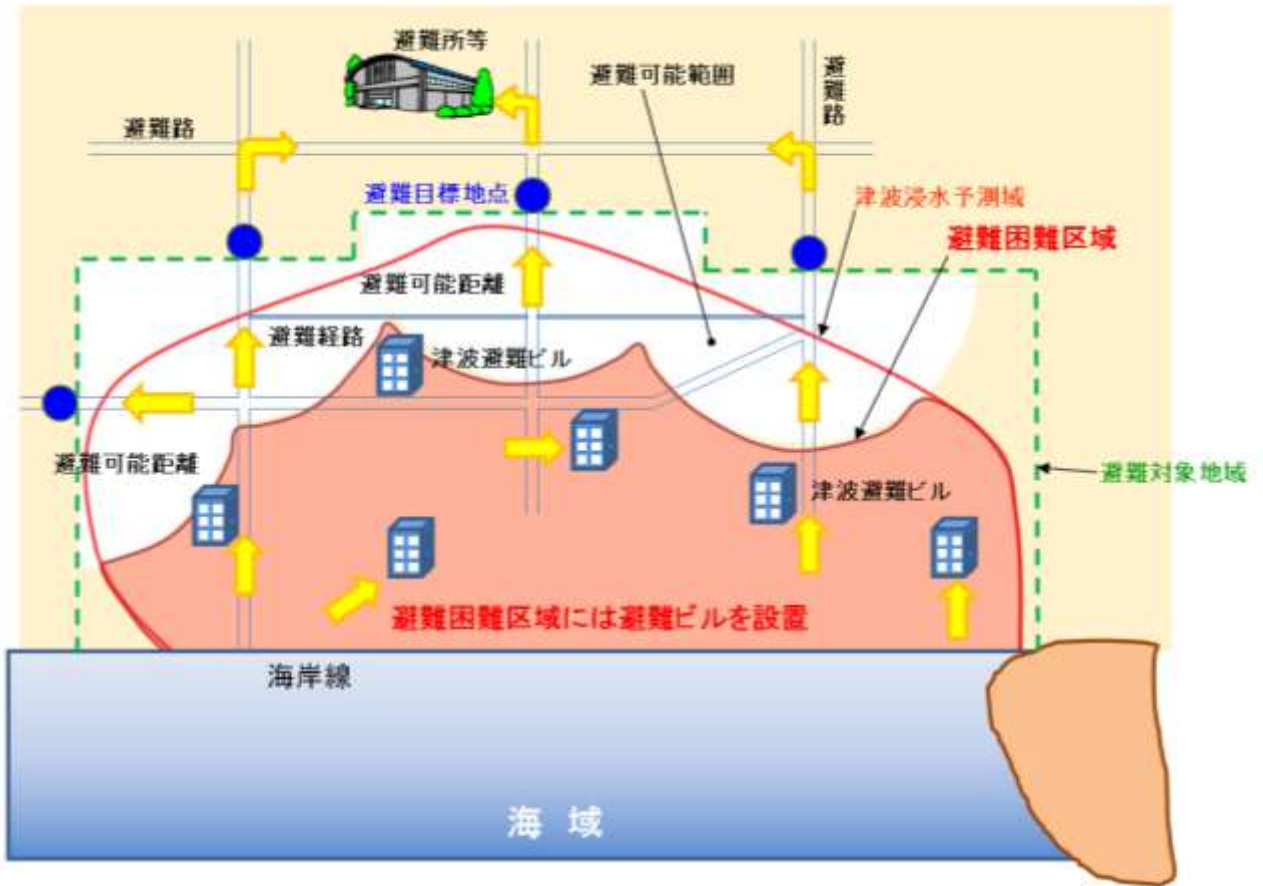 避難所等
避難可能範囲
避難路
避難路
避難目標地点
津波浸水予測域
避難困難区域
避難可能距離
避難経路
津波避難ビル
避難可能距離
避難対象地域
津波避難ビル
避難困難区域には避難ビルを設置
海岸線
海 域